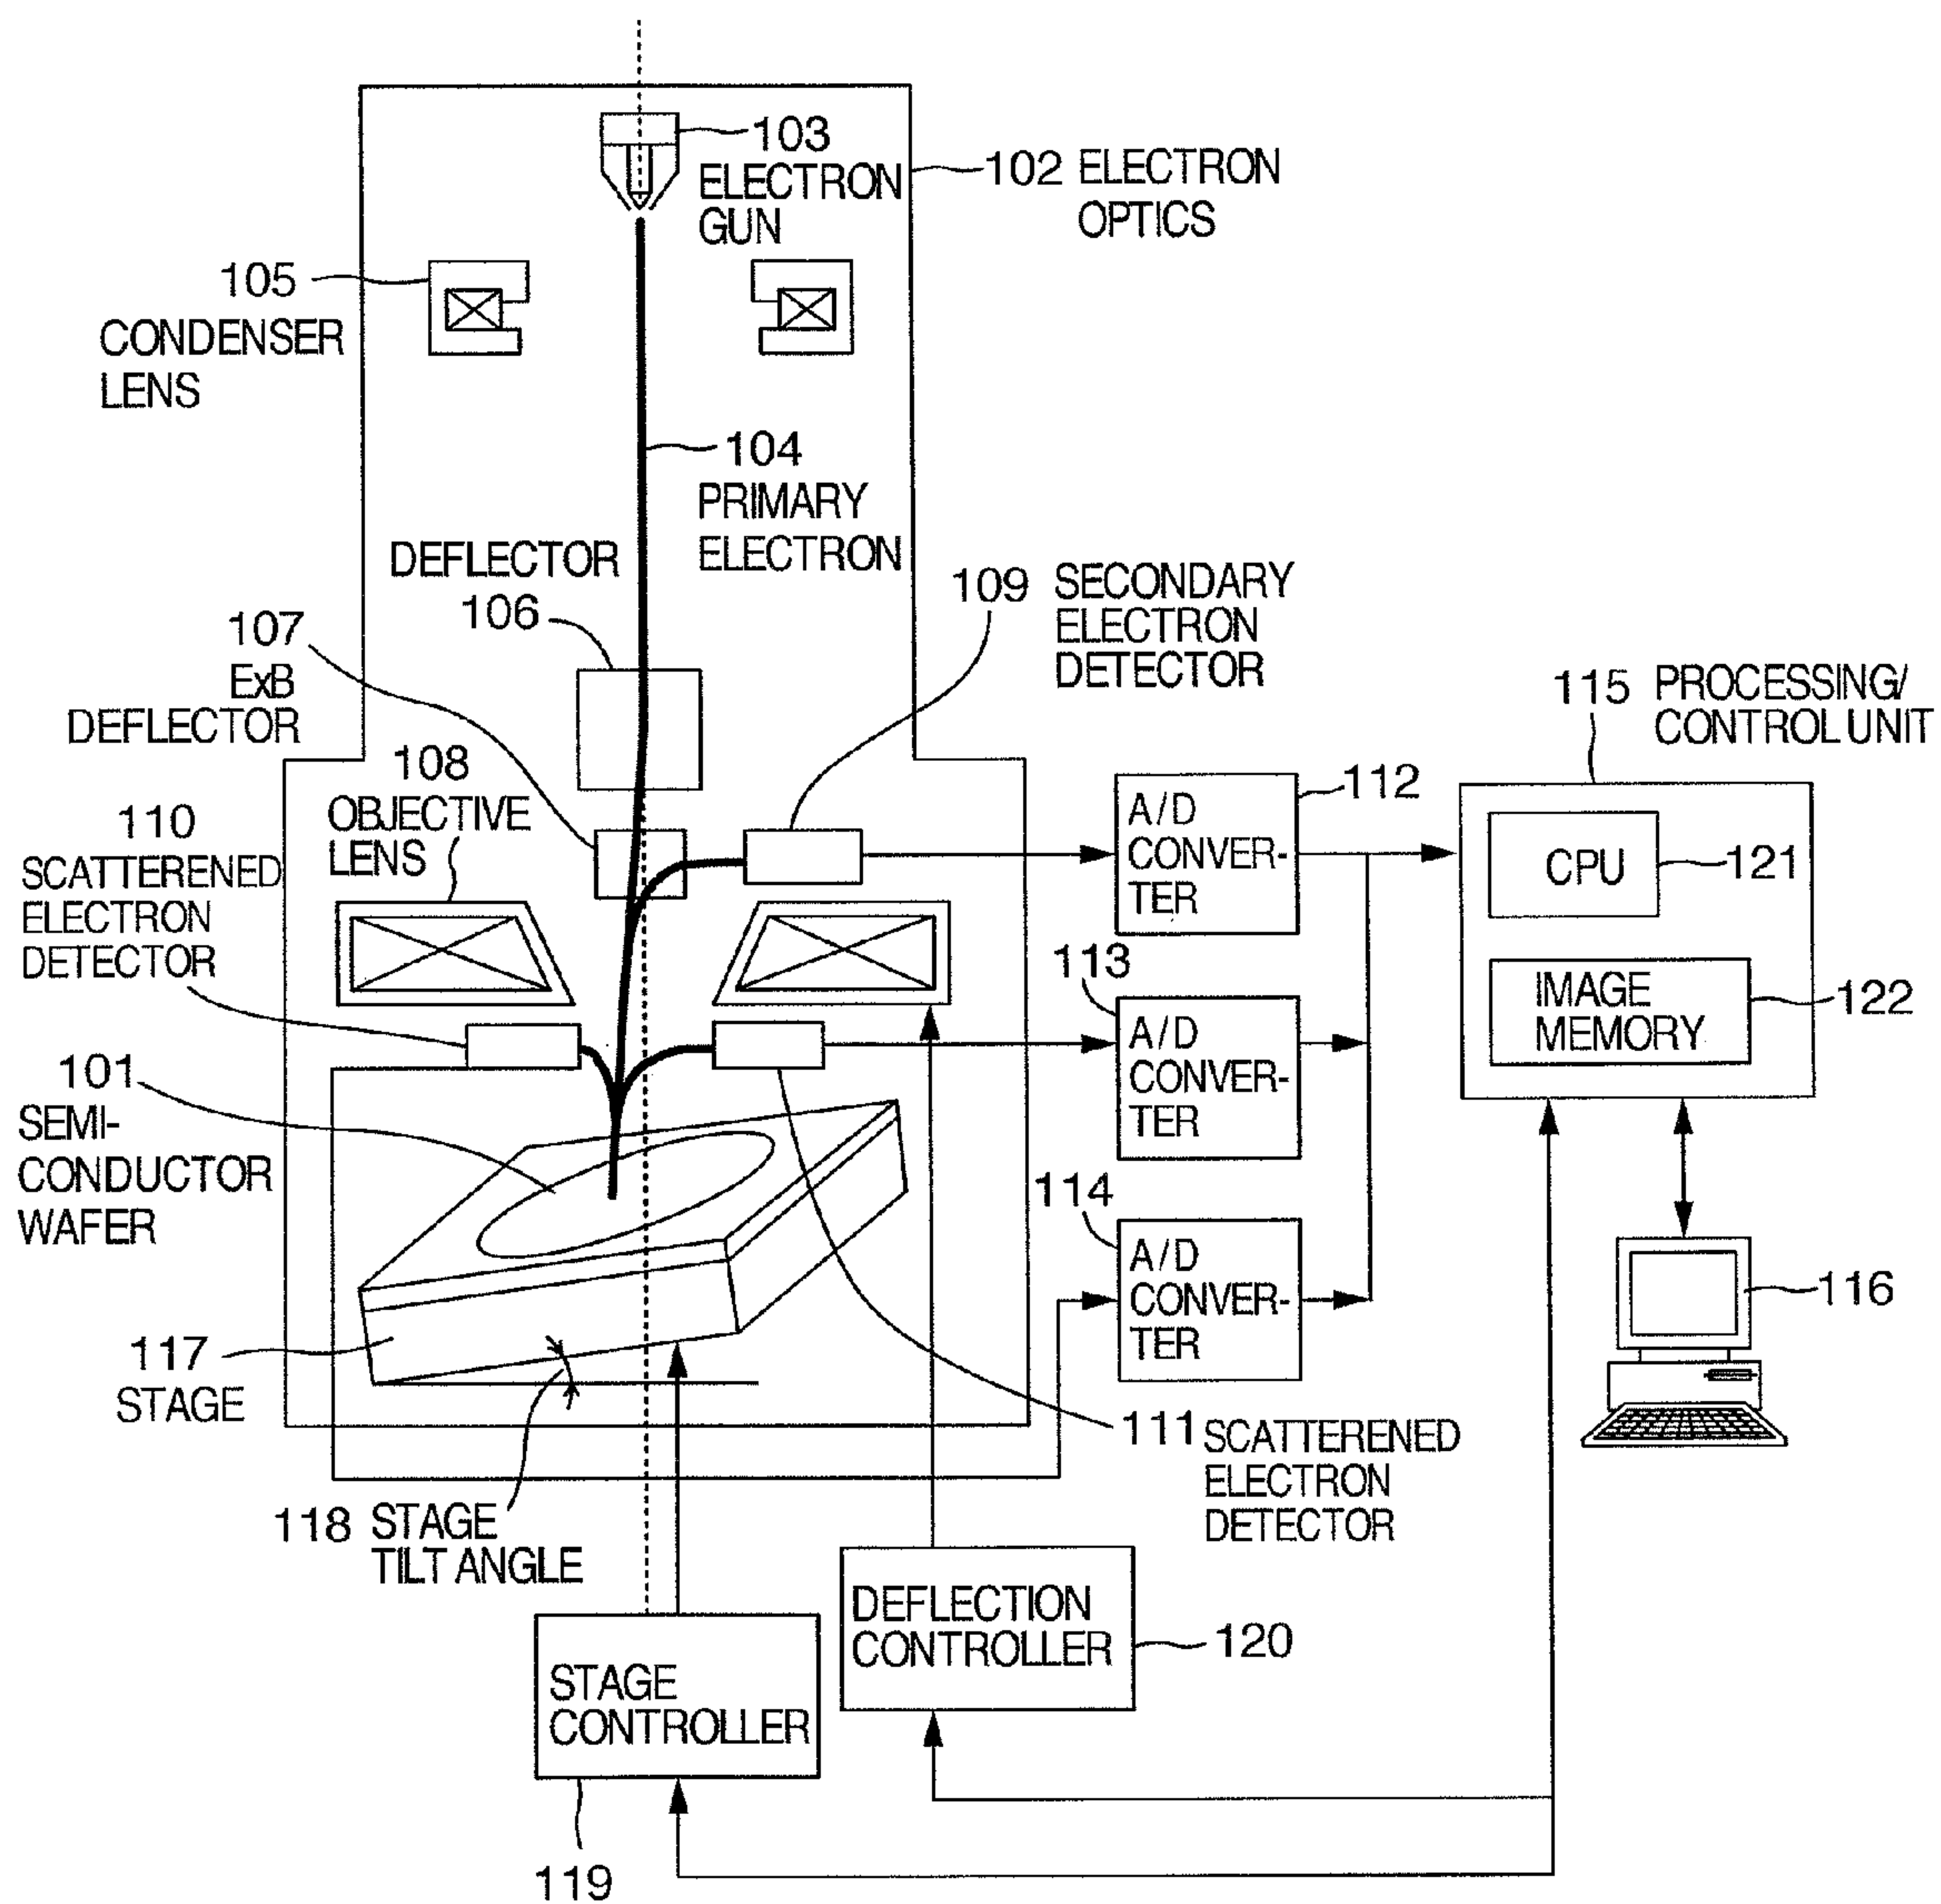 103
ELECTRON
GUN
102 ELECTRON
OPTICS
105
CONDENSER
LENS
104
PRIMARY
ELECTRON
DEFLECTOR
106
109 SECONDARY
ELECTRON
DETECTOR
107
ExB
DEFLECTOR
108
OBJECTIVE
LENS
110
SCATTERENED
ELECTRON
DETECTOR
115 PROCESSING/
CONTROL UNIT
112
A/D
CONVER-
TER
CPU
121
113
A/D
CONVER-
TER
IMAGE
MEMORY
122
101
SEMI-
CONDUCTOR
WAFER
114
A/D
CONVER-
TER
116
117
STAGE
111 SCATTERENED
ELECTRON
DETECTOR
118 STAGE
TILT ANGLE
DEFLECTION
CONTROLLER
120
STAGE
CONTROLLER
119